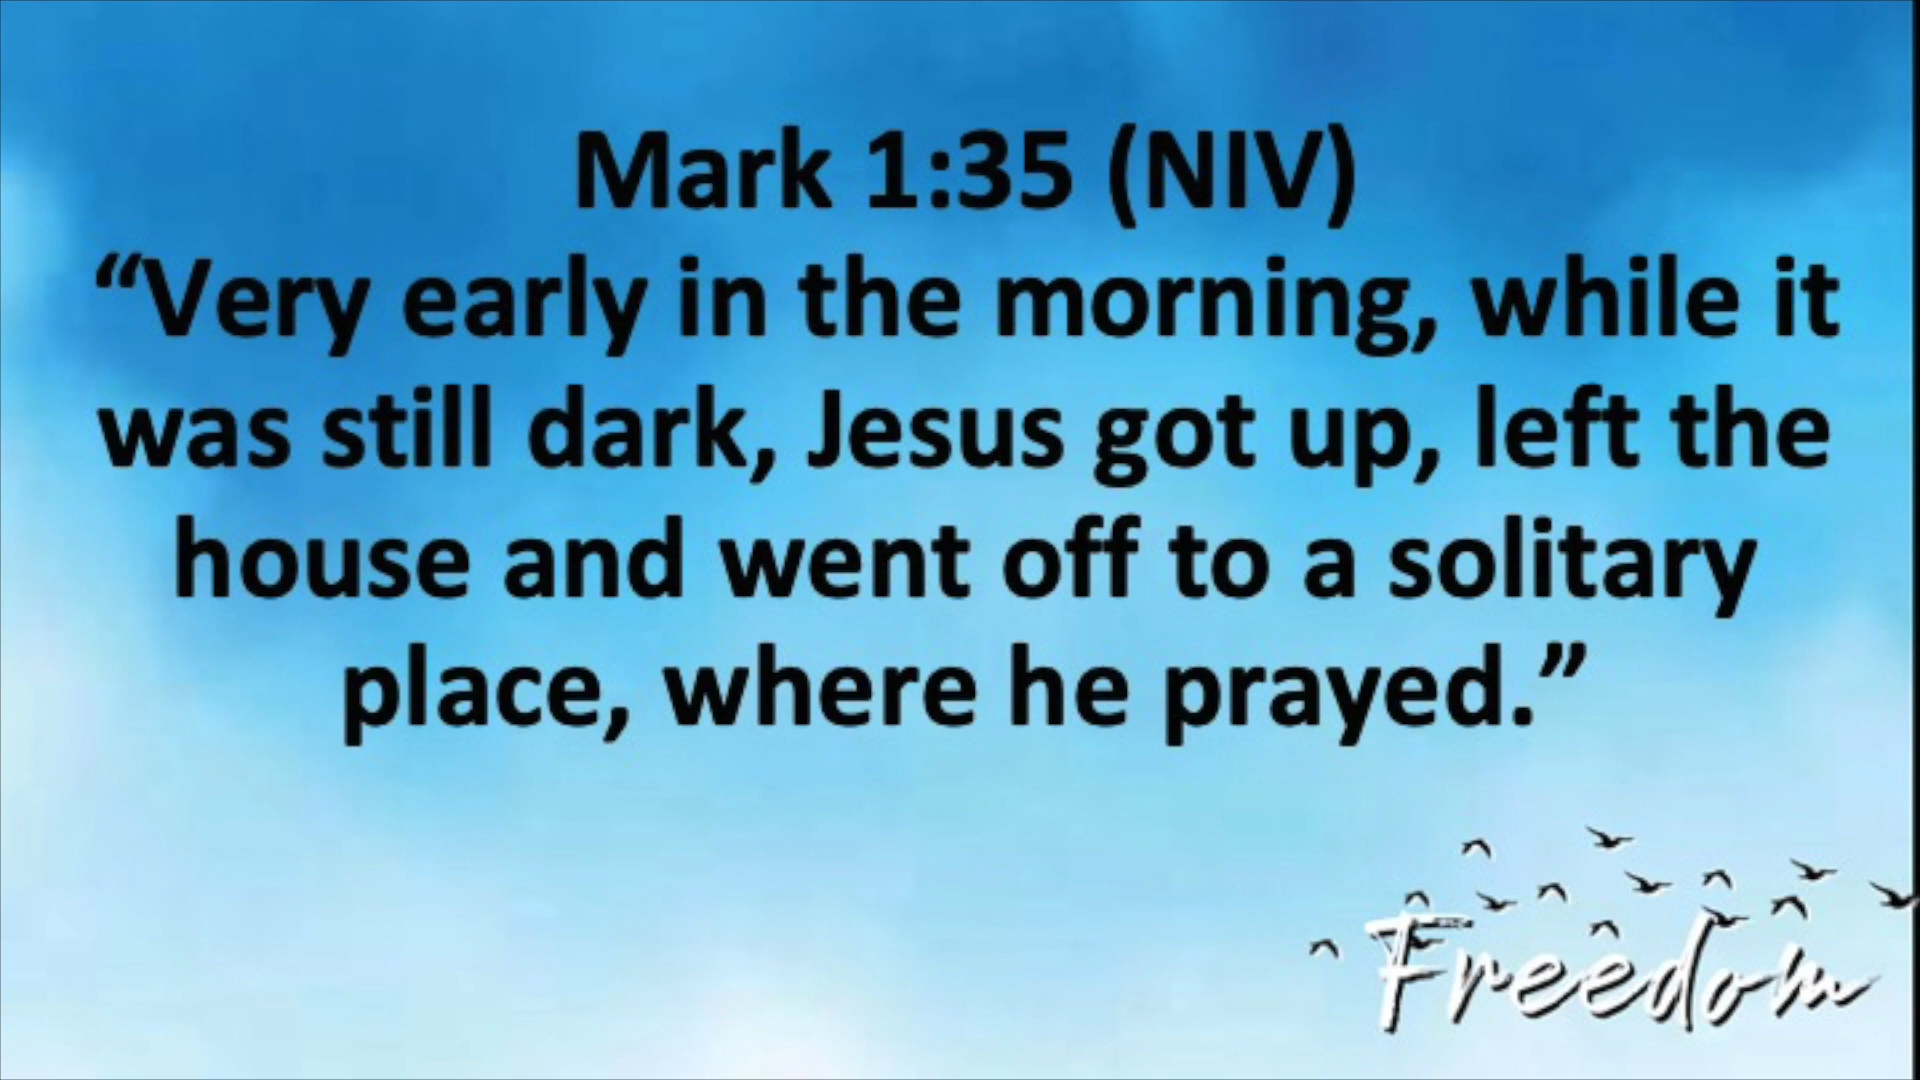 Mark 1:35 (NIV)
“Very early in the morning, while it
was still dark, Jesus got up, left the
house and went off to a solitary
place, where he prayed.”
Freedom